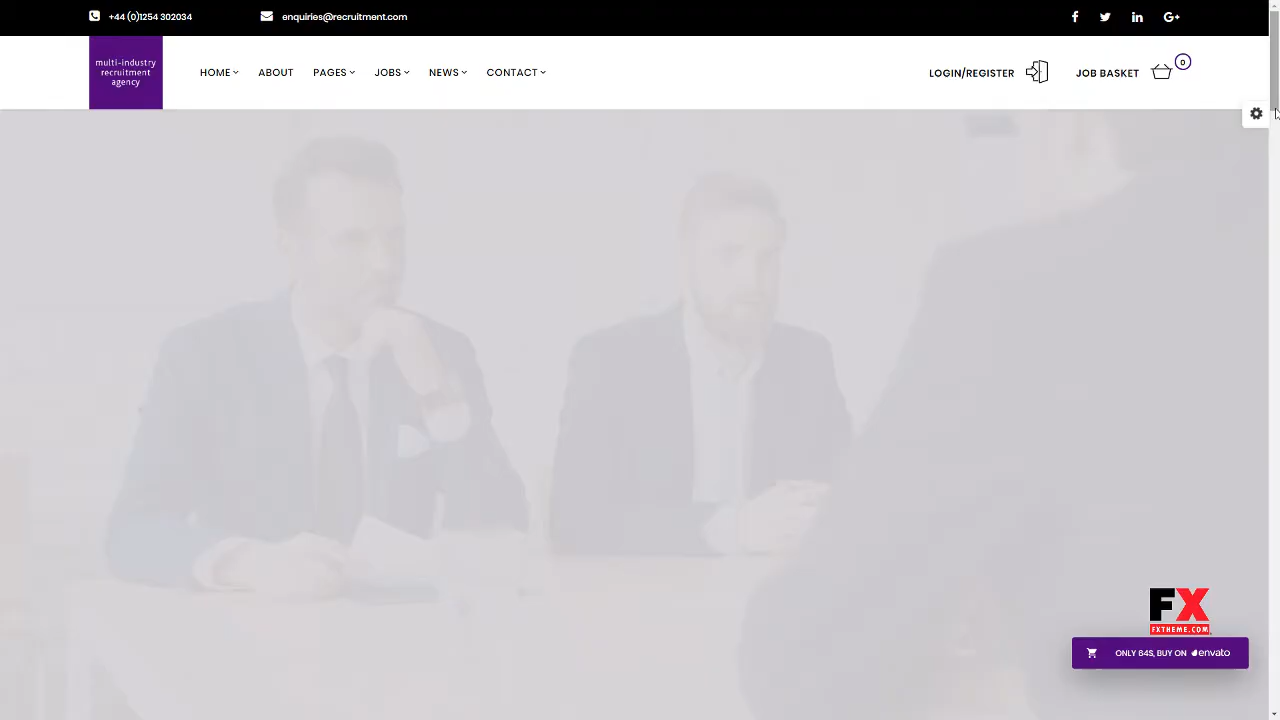 +44 (0)1254 302034
enquiries@recruitment.com
multi-industry
recruitment
agency
HOME
ABOUT
PAGES
JOBS
NEWS
CONTACT
LOGIN/REGISTER
JOB BASKET
0
FX
FXTHEME.COM
ONLY 64$, BUY ON envato